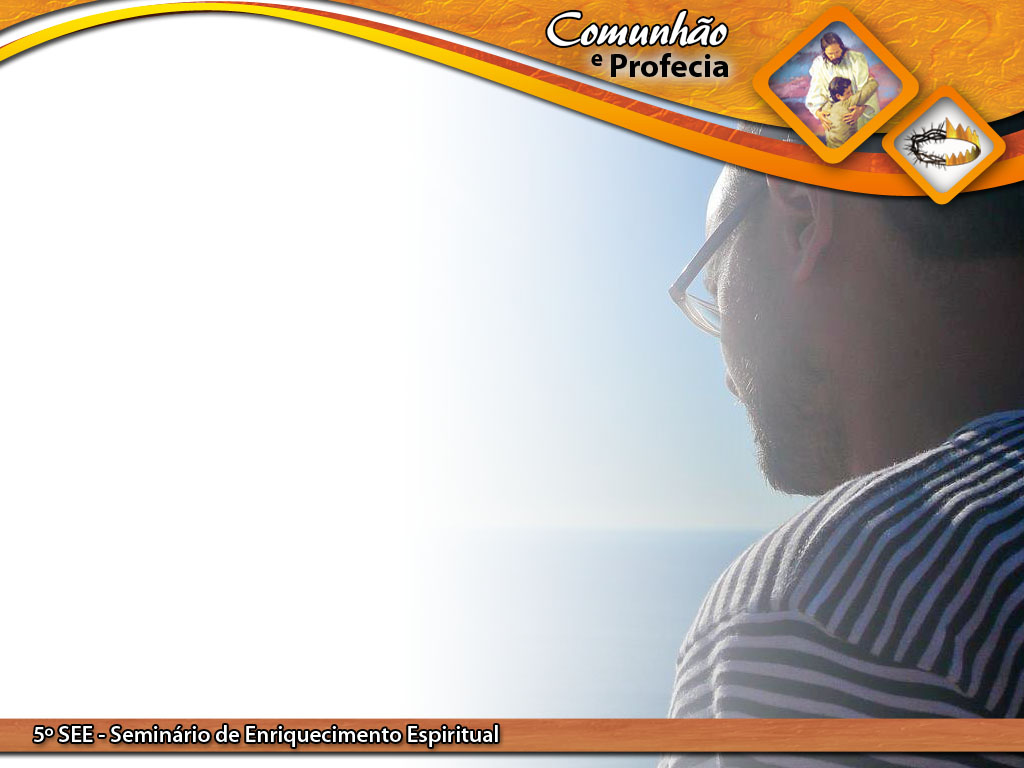 Comunhão
e Profecia
5º SEE - Seminário de Enriquecimento Espiritual